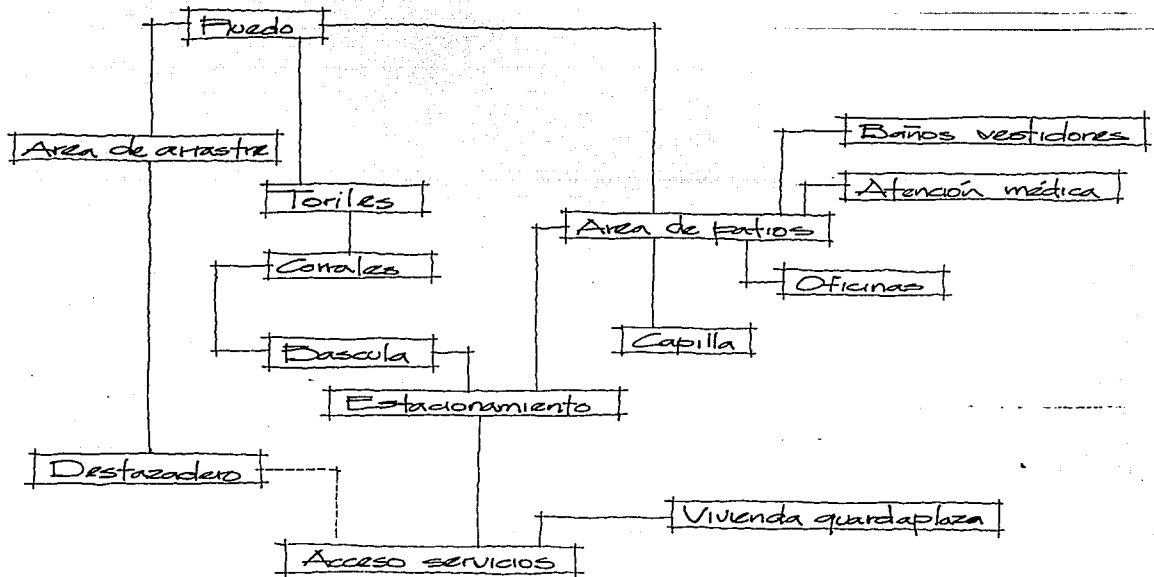 Ruedo
Baños vestidores
Area de arrastre
Atención médica
Toriles
Area de patios
Corrales
Oficinas
Capilla
Bascula
Estacionamiento
Destazadero
Vivienda guardaplaza
Acceso servicios